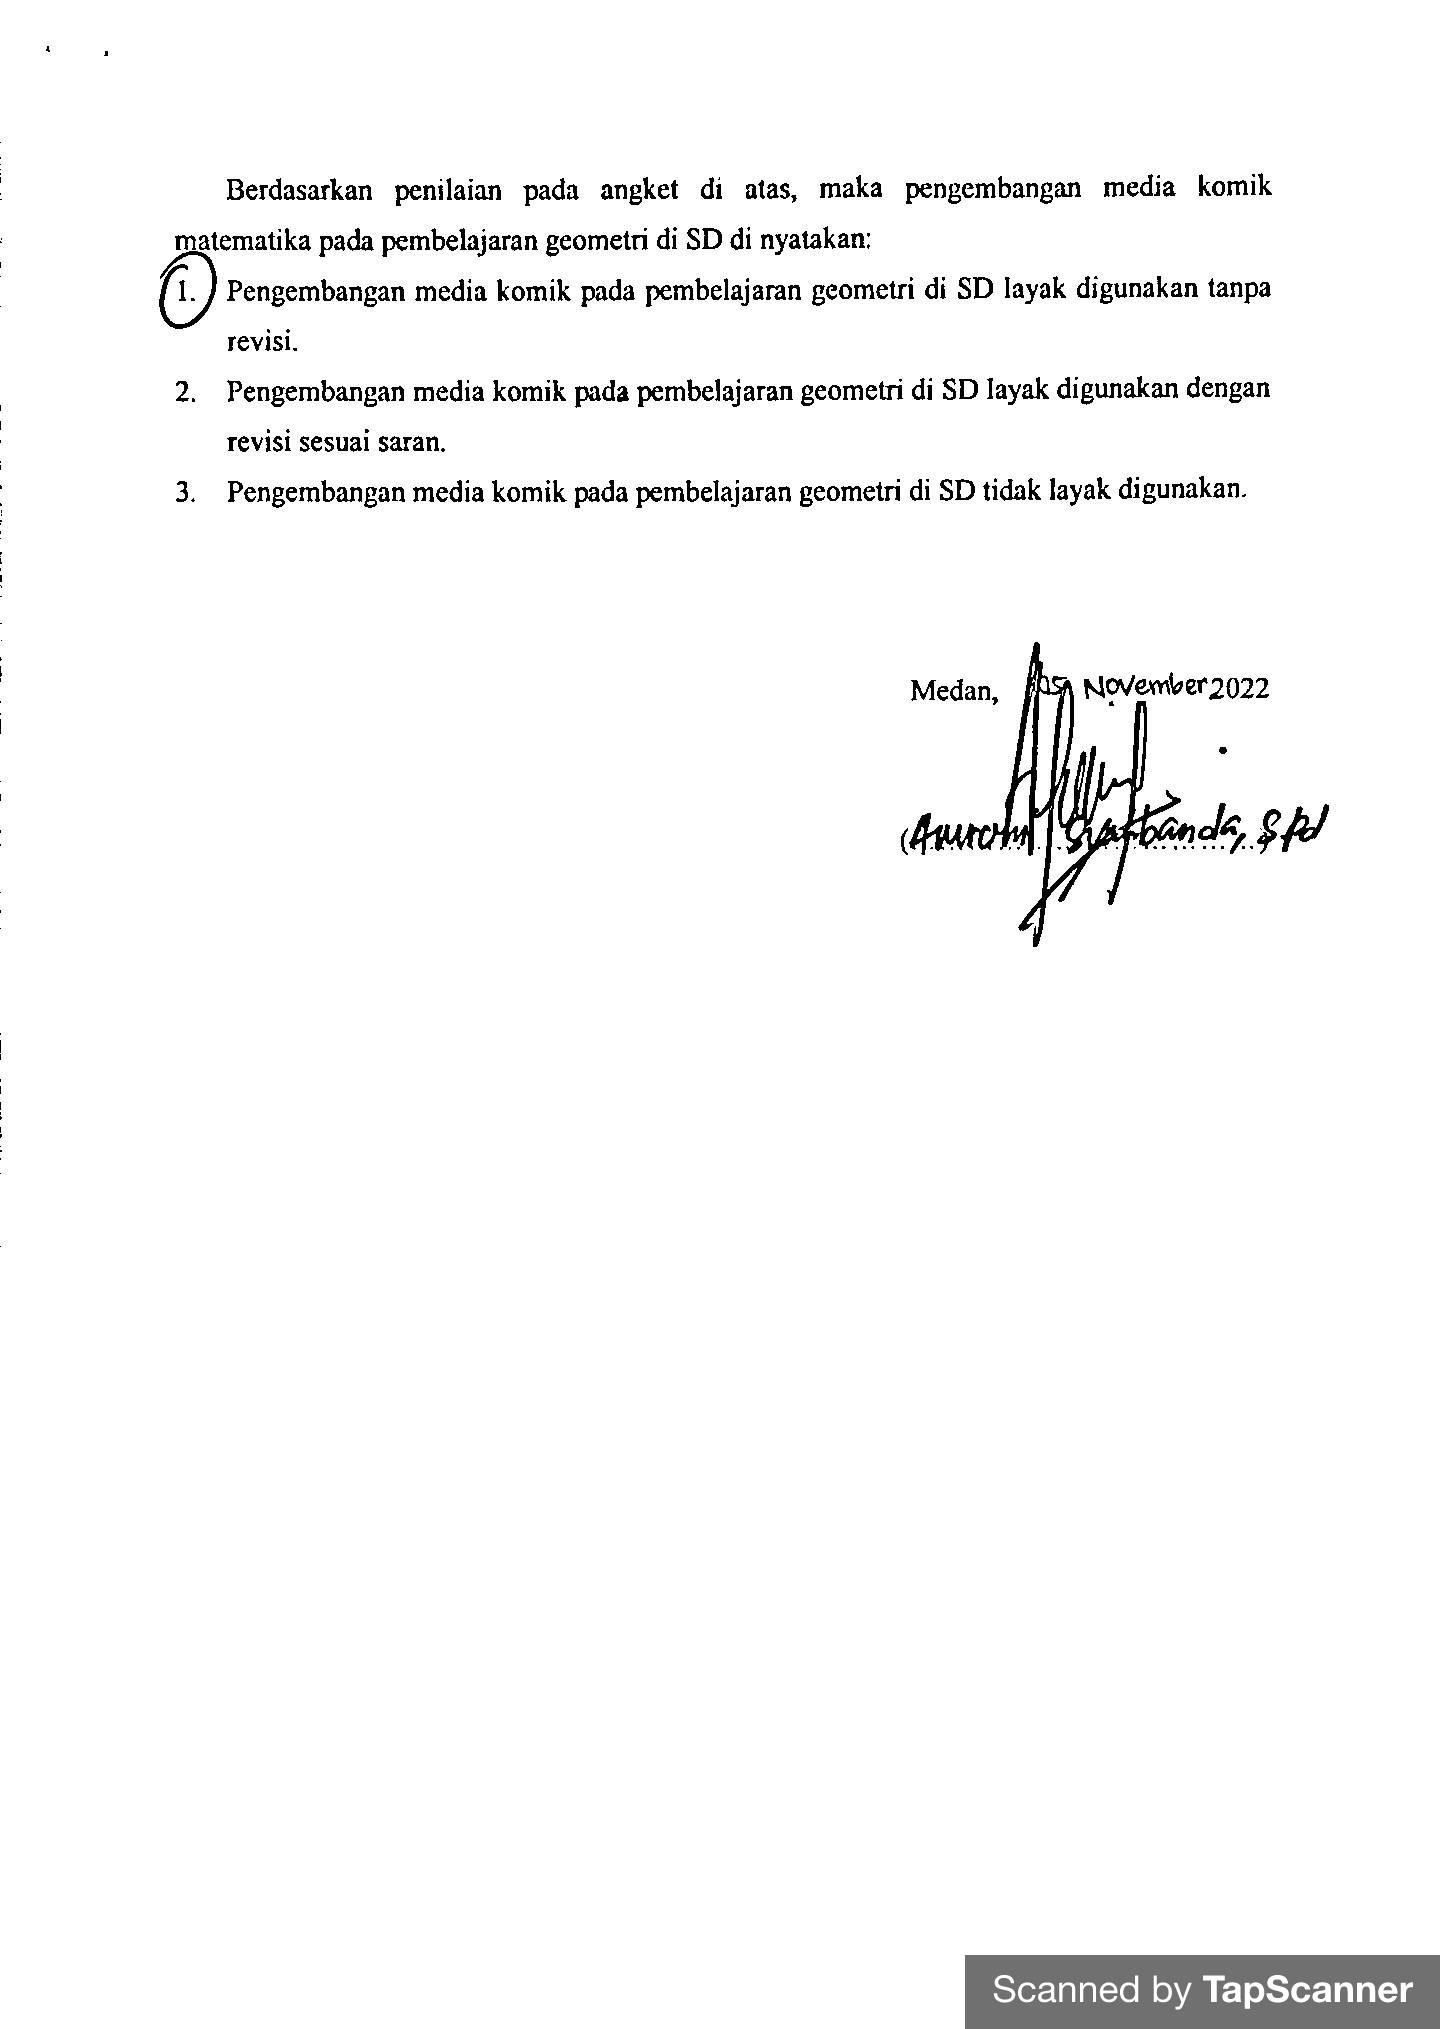 Berdasarkan penilaian pada angket di atas, maka pengembangan media komik
matematika pada pembelajaran geometri di SD di nyatakan:
1. Pengembangan media komik pada pembelajaran geometri di SD layak digunakan tanpa
revisi.
2. Pengembangan media komik pada pembelajaran geometri di SD layak digunakan dengan
revisi sesuai saran.
3. Pengembangan media komik pada pembelajaran geometri di SD tidak layak digunakan.
Medan, 05 November 2022
S.Pd
Scanned by TapScanner